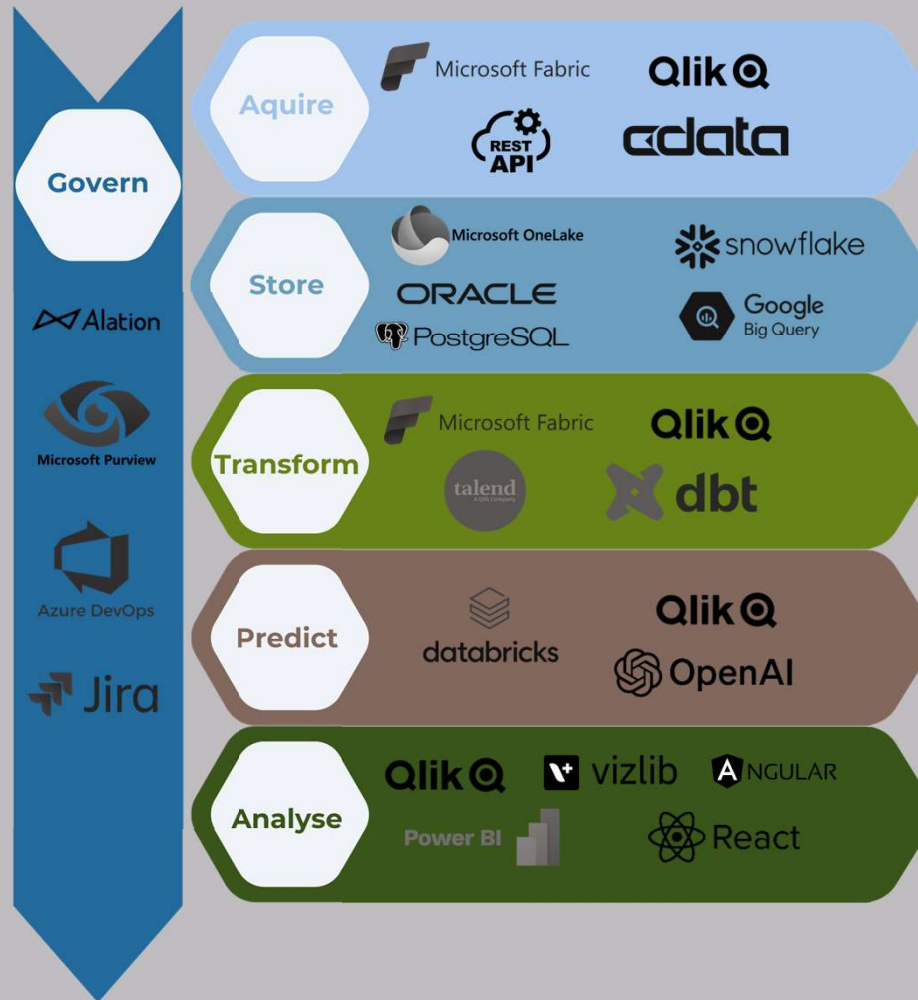 Govern
Alation
Microsoft Purview
Azure DevOps
Jira
Aquire
Microsoft Fabric
Qlik
REST
API
cdata
Store
Microsoft OneLake
snowflake
ORACLE
Google
Big Query
PostgreSQL
Transform
Microsoft Fabric
Qlik
talend
A Qlik Company
dbt
Predict
databricks
Qlik
OpenAI
Analyse
Qlik
vizlib
ANGULAR
Power BI
React